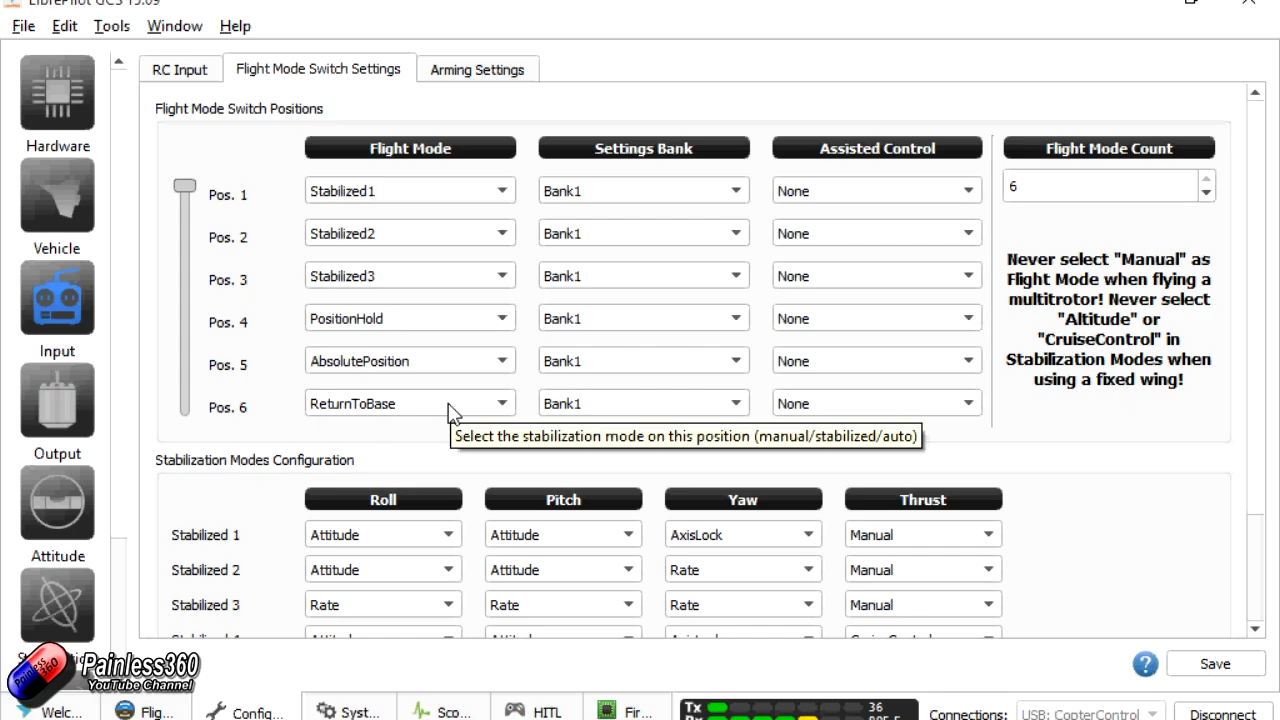 LibrePilot GCS 15.09
File Edit Tools Window Help
RC Input Flight Mode Switch Settings Arming Settings
Flight Mode Switch Positions
Flight Mode Settings Bank Assisted Control Flight Mode Count
Pos. 1 Stabilized1 Bank1 None 6
Pos. 2 Stabilized2 Bank1 None
Pos. 3 Stabilized3 Bank1 None
Pos. 4 PositionHold Bank1 None
Pos. 5 AbsolutePosition Bank1 None
Pos. 6 ReturnToBase Bank1 None
Never select "Manual" as
Flight Mode when flying a
multitrotor! Never select
"Altitude" or
"CruiseControl" in
Stabilization Modes when
using a fixed wing!
Select the stabilization mode on this position (manual/stabilized/auto)
Stabilization Modes Configuration
Roll Pitch Yaw Thrust
Stabilized 1 Attitude Attitude AxisLock Manual
Stabilized 2 Attitude Attitude Rate Manual
Stabilized 3 Rate Rate Rate Manual
Hardware
Vehicle
Input
Output
Attitude
Painless360
YouTube Channel
Save
Welc... Flig... Config... Syst... Sco... HITL Fir...
Tx 36
Connections: USB: CopterControl Disconnect